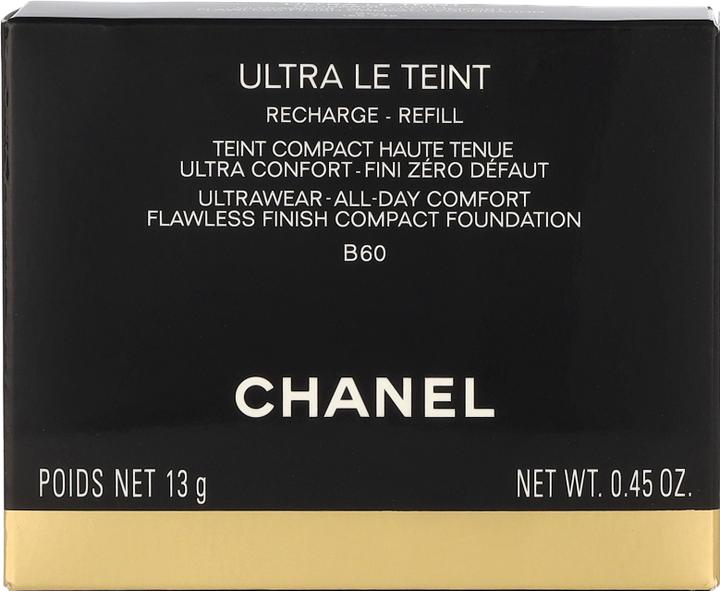 ULTRA LE TEINT
RECHARGE - REFILL
TEINT COMPACT HAUTE TENUE
ULTRA CONFORT - FINI ZÉRO DÉFAUT
ULTRAWEAR - ALL-DAY COMFORT
FLAWLESS FINISH COMPACT FOUNDATION
B60
CHANEL
POIDS NET 13 g
NET WT. 0.45 OZ.